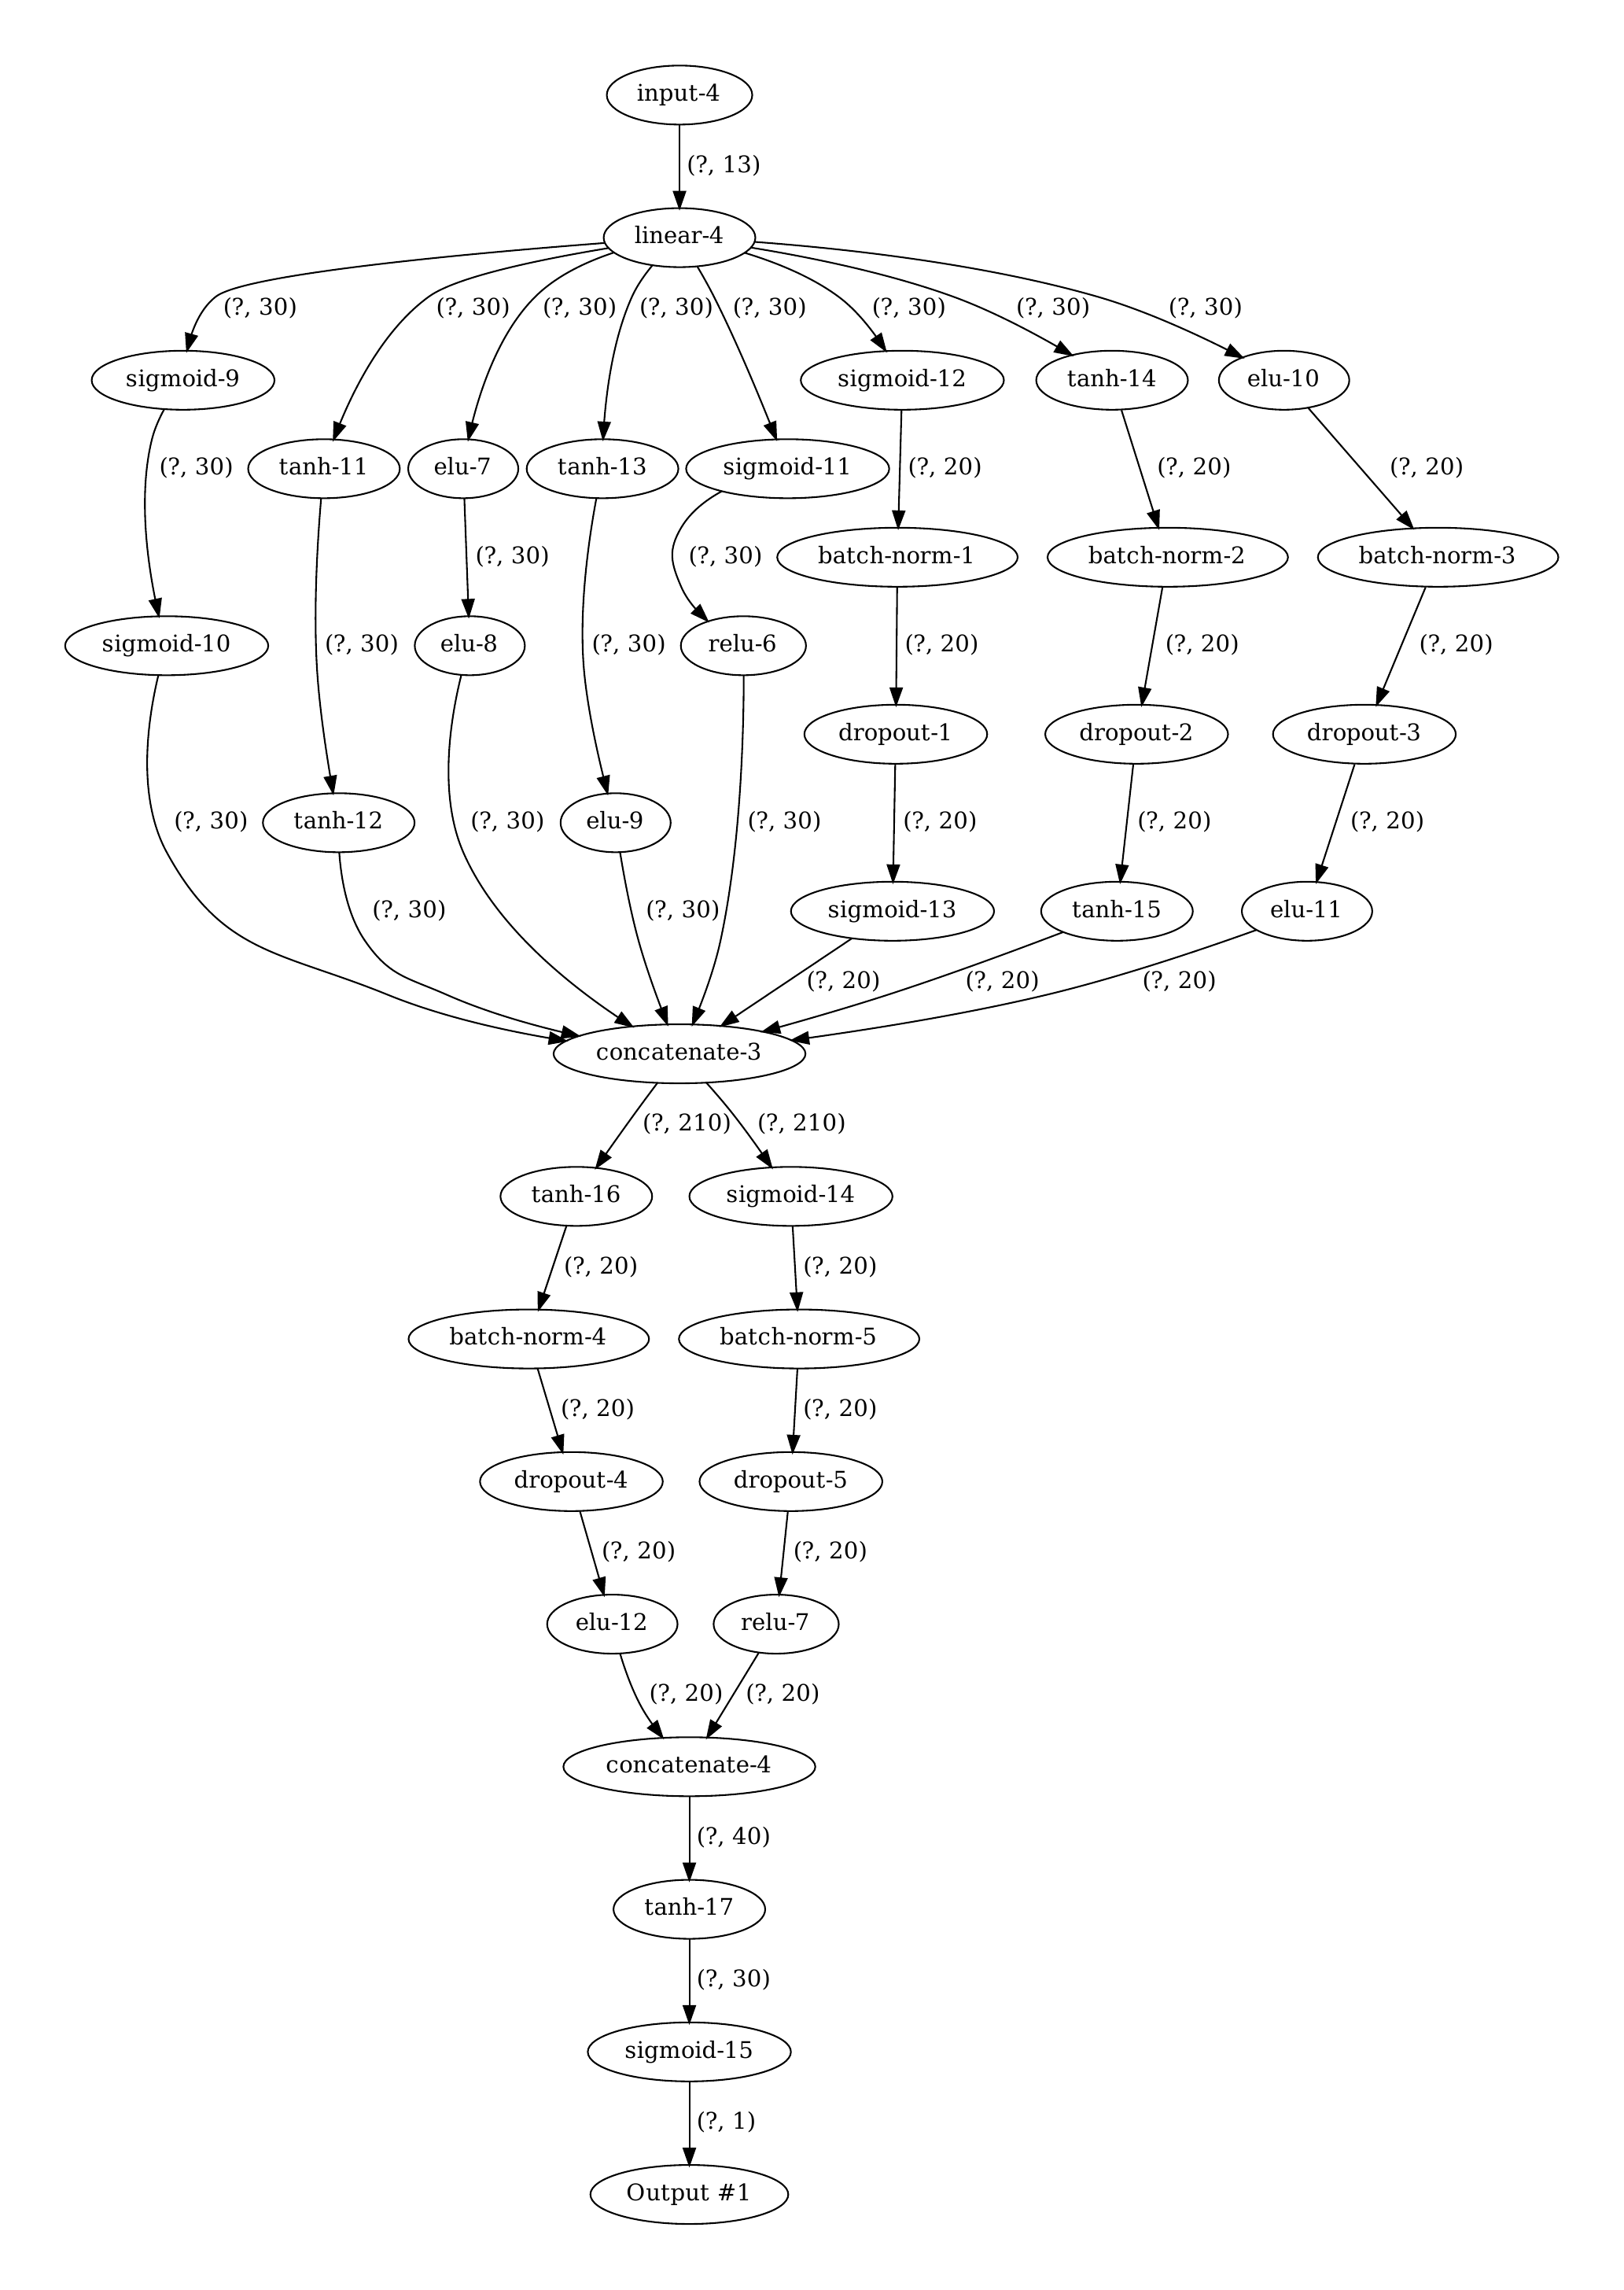 input-4
(?, 13)
linear-4
(?, 30) (?, 30) (?, 30) (?, 30) (?, 30) (?, 30) (?, 30) (?, 30)
sigmoid-9 sigmoid-12 tanh-14 elu-10
(?, 30) tanh-11 elu-7 tanh-13 sigmoid-11 (?, 20) (?, 20) (?, 20)
(?, 30) (?, 30) batch-norm-1 batch-norm-2 batch-norm-3
sigmoid-10 (?, 30) elu-8 (?, 30) relu-6 (?, 20) (?, 20) (?, 20)
dropout-1 dropout-2 dropout-3
(?, 30) tanh-12 (?, 30) elu-9 (?, 30) (?, 20) (?, 20) (?, 20)
(?, 30) (?, 30) sigmoid-13 tanh-15 elu-11
(?, 20) (?, 20) (?, 20)
concatenate-3
(?, 210) (?, 210)
tanh-16 sigmoid-14
(?, 20) (?, 20)
batch-norm-4 batch-norm-5
(?, 20) (?, 20)
dropout-4 dropout-5
(?, 20) (?, 20)
elu-12 relu-7
(?, 20) (?, 20)
concatenate-4
(?, 40)
tanh-17
(?, 30)
sigmoid-15
(?, 1)
Output #1